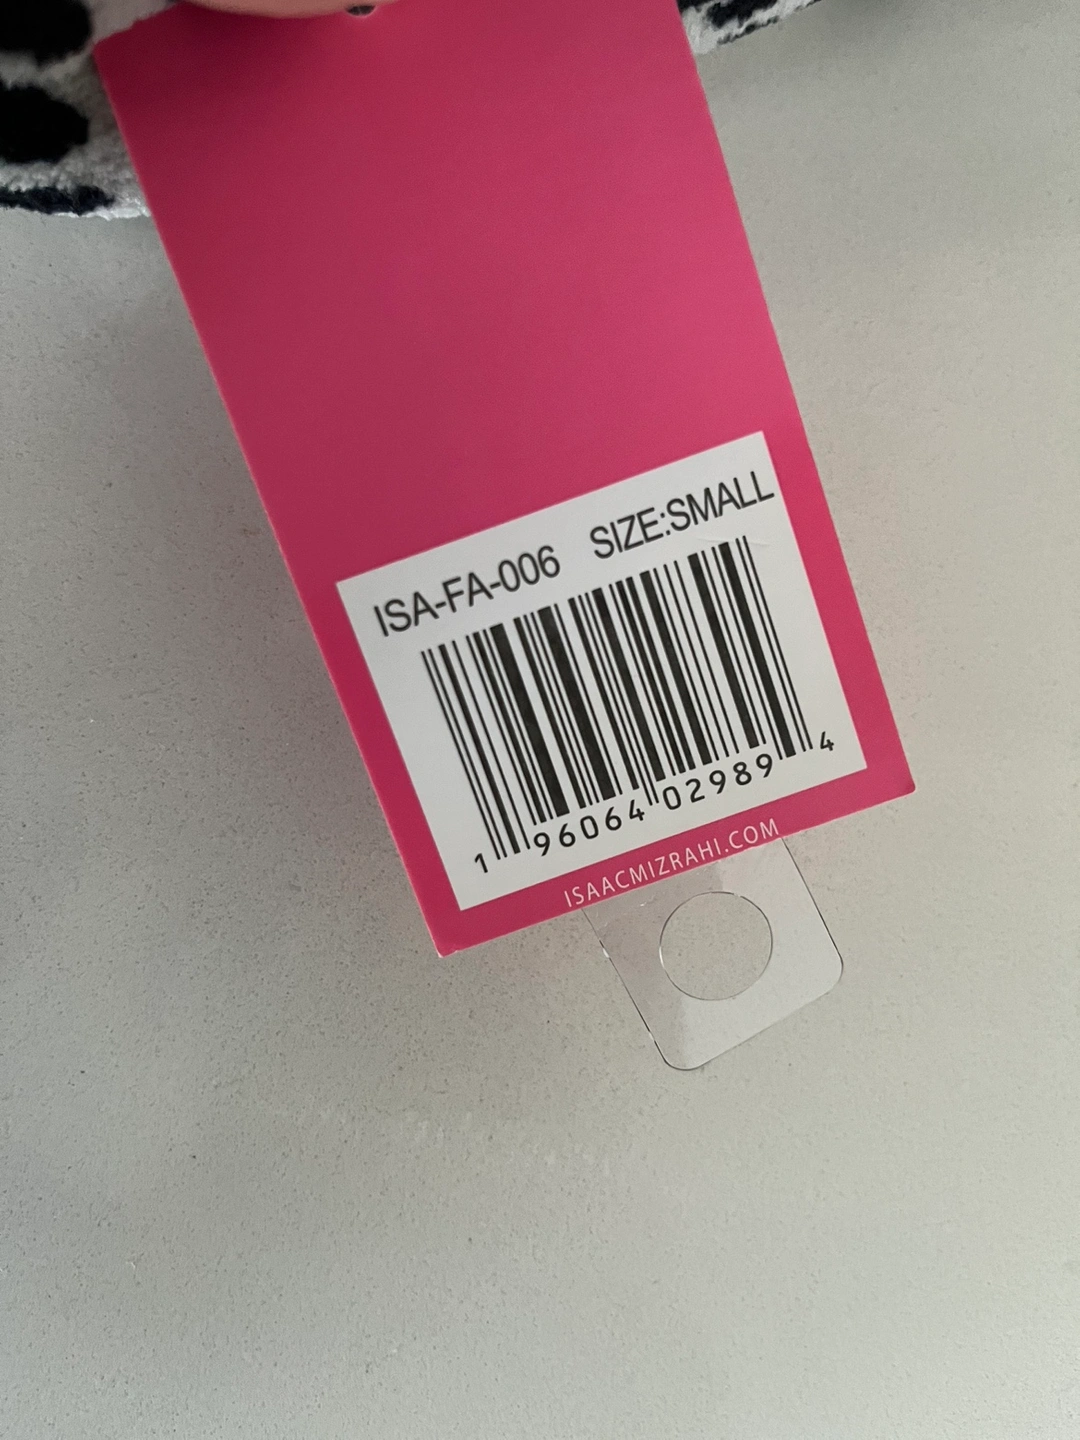 ISA-FA-006 SIZE:SMALL
1 96064 02989 4
ISAACMIZRAHI.COM